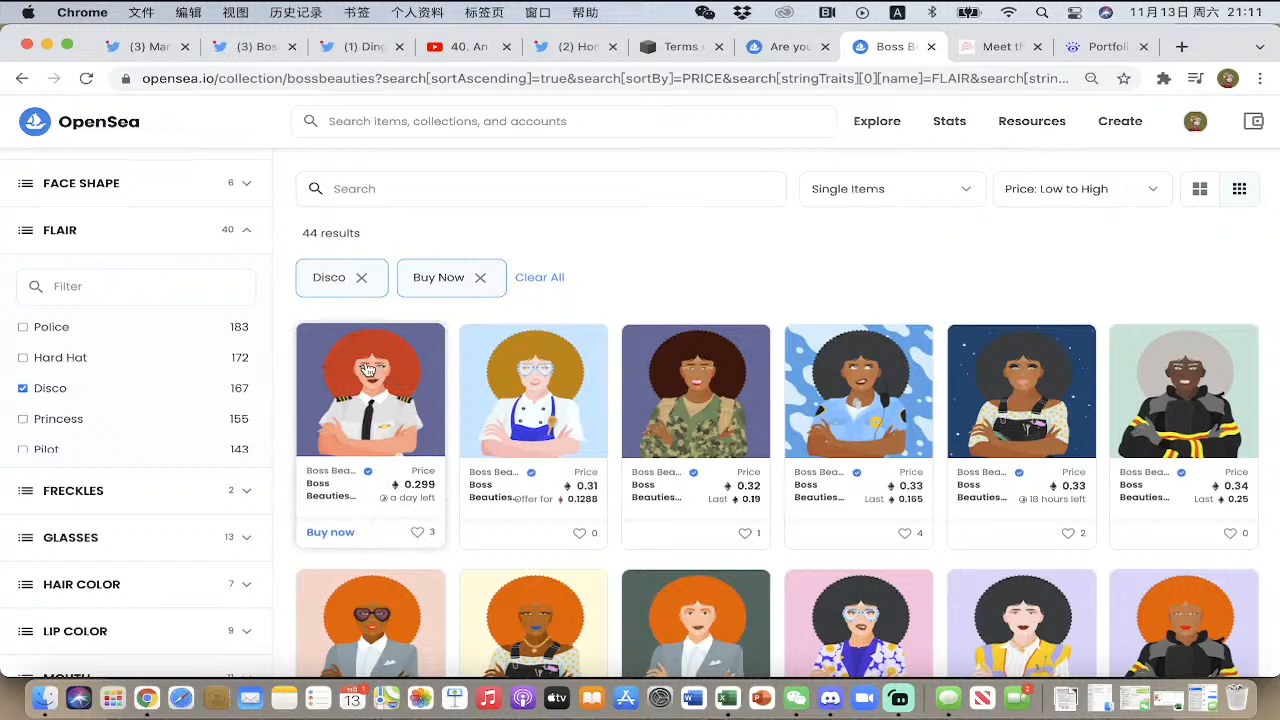 Chrome 文件 编辑 视图 历史记录 书签 个人资料 标签页 窗口 帮助 A 11月13日 周六 21:11
(3) Mar (3) Bos (1) Ding 40. An (2) Hon Terms Are you Boss Be Meet th Portfoli
opensea.io/collection/bossbeauties?search[sortAscending]=true&search[sortBy]=PRICE&search[stringTraits][0][name]=FLAIR&search[strin...
OpenSea
Search items, collections, and accounts
Explore Stats Resources Create
FACE SHAPE 6
FLAIR 40
Filter
Police 183
Hard Hat 172
Disco 167
Princess 155
Pilot 143
FRECKLES 2
GLASSES 13
HAIR COLOR 7
LIP COLOR 9
MOUTH
Search
Single Items
Price: Low to High
44 results
Disco
Buy Now
Clear All
Boss Bea... Price
Boss 0.299
Beauties... a day left
Buy now 3
Boss Bea... Price
Boss 0.31
Beauties... Offer for 0.1288
0
Boss Bea... Price
Boss 0.32
Beauties... Last 0.19
1
Boss Bea... Price
Boss 0.33
Beauties... Last 0.165
4
Boss Bea... Price
Boss 0.33
Beauties... 18 hours left
2
Boss Bea... Price
Boss 0.34
Beauties... Last 0.25
0
13
tv